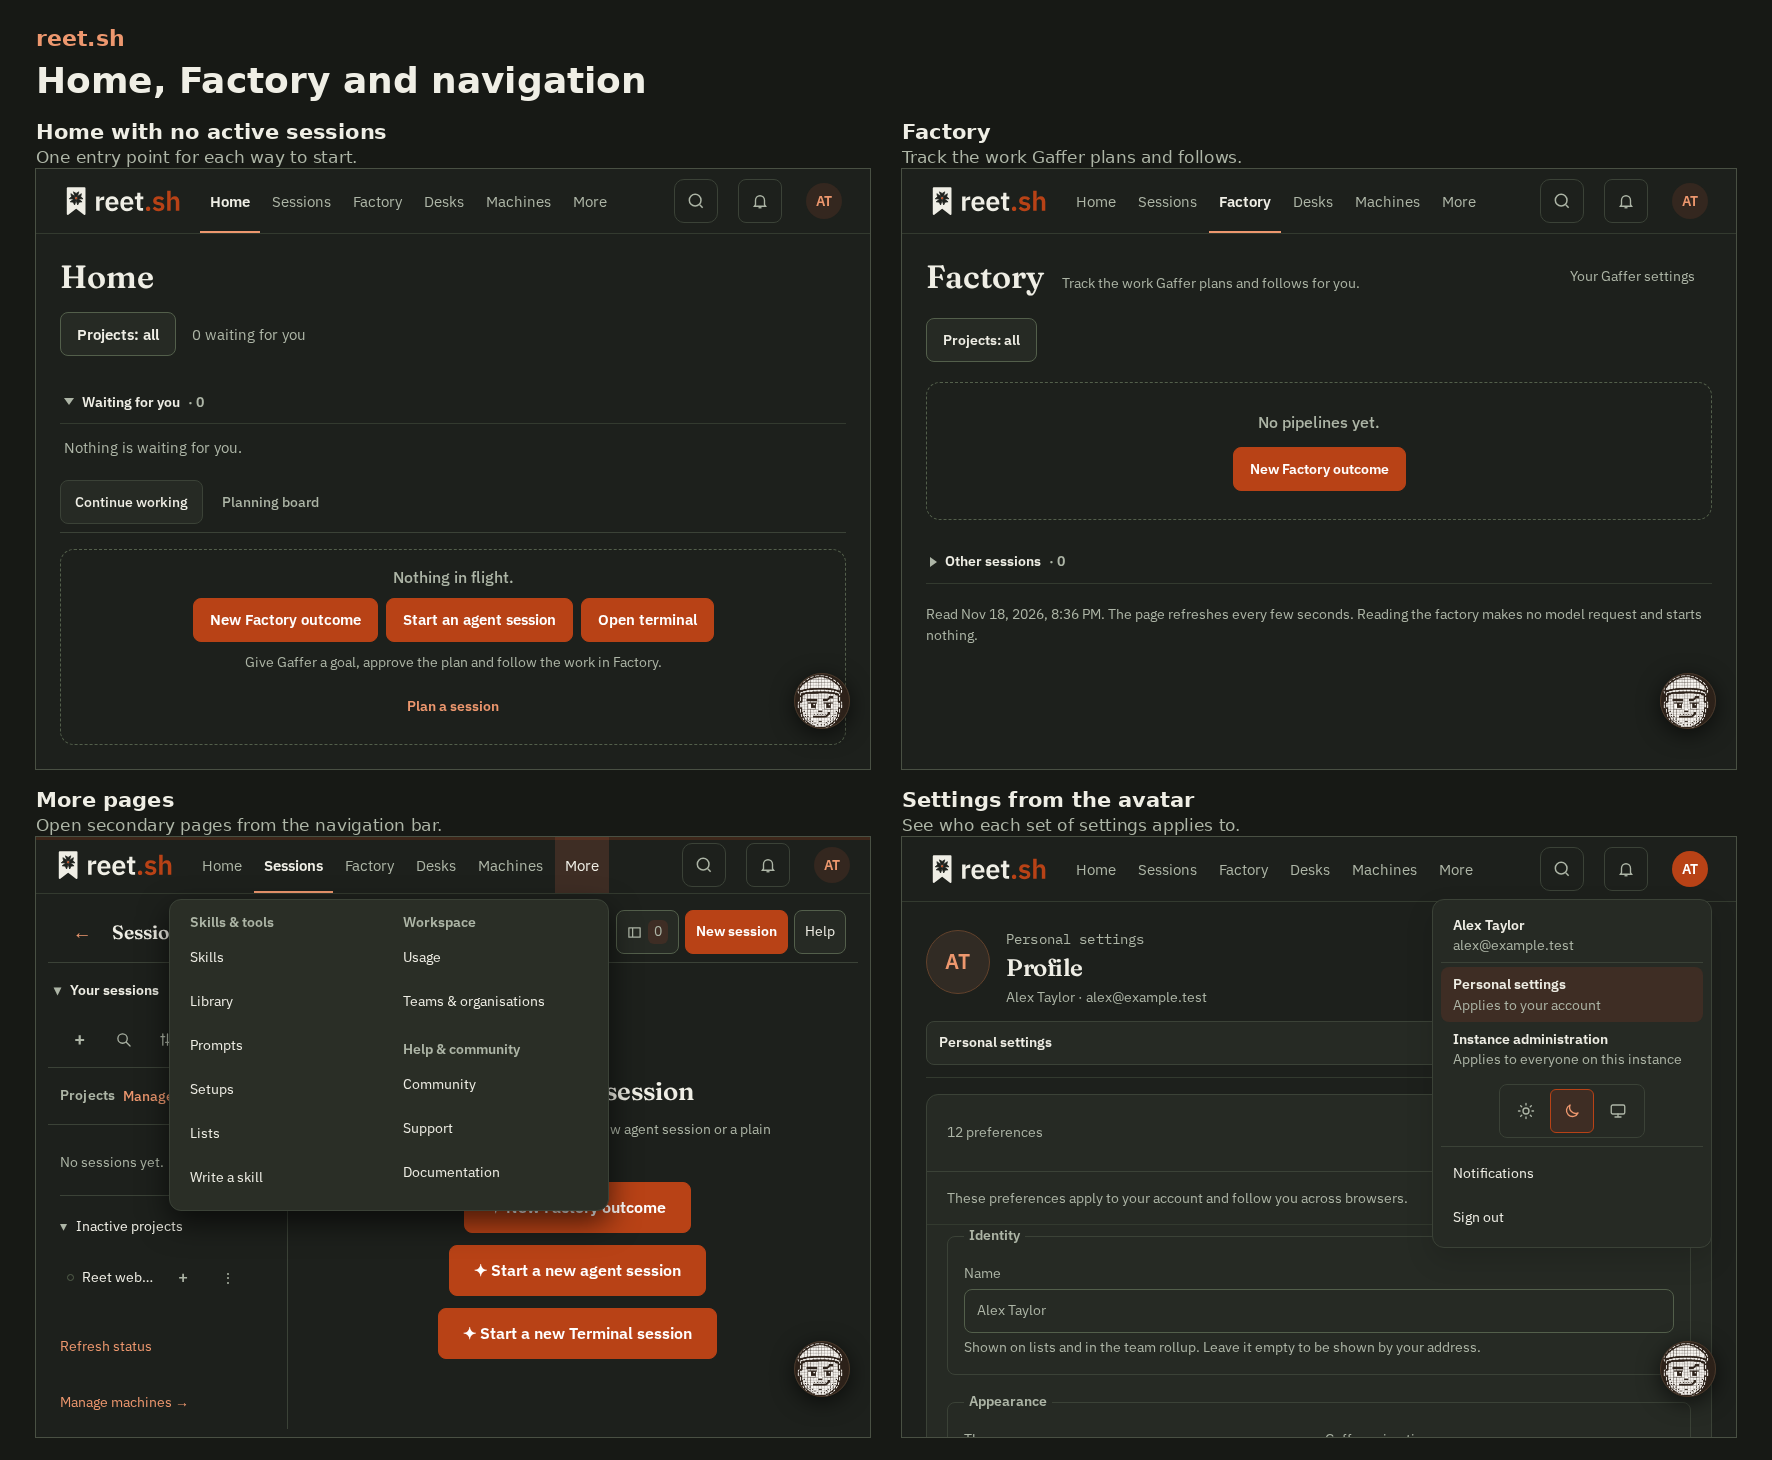 reet.sh
Home, Factory and navigation
Home with no active sessions
One entry point for each way to start.
reet.sh Home Sessions Factory Desks Machines More AT
Home
Projects: all 0 waiting for you
Waiting for you · 0
Nothing is waiting for you.
Continue working Planning board
Nothing in flight.
New Factory outcome Start an agent session Open terminal
Give Gaffer a goal, approve the plan and follow the work in Factory.
Plan a session
Factory
Track the work Gaffer plans and follows.
reet.sh Home Sessions Factory Desks Machines More AT
Factory Track the work Gaffer plans and follows for you. Your Gaffer settings
Projects: all
No pipelines yet.
New Factory outcome
Other sessions · 0
Read Nov 18, 2026, 8:36 PM. The page refreshes every few seconds. Reading the factory makes no model request and starts
nothing.
More pages
Open secondary pages from the navigation bar.
reet.sh Home Sessions Factory Desks Machines More AT
← Sessio 0 New session Help
Your sessions
+
Projects Manage
No sessions yet.
Inactive projects
Reet web... +
Refresh status
Manage machines →
Skills & tools
Skills
Library
Prompts
Setups
Lists
Write a skill
Workspace
Usage
Teams & organisations
Help & community
Community
Support
Documentation
session
w agent session or a plain
New Factory outcome
✦ Start a new agent session
✦ Start a new Terminal session
Settings from the avatar
See who each set of settings applies to.
reet.sh Home Sessions Factory Desks Machines More AT
AT
Personal settings
Profile
Alex Taylor · alex@example.test
Personal settings
12 preferences
These preferences apply to your account and follow you across browsers.
Identity
Name
Alex Taylor
Shown on lists and in the team rollup. Leave it empty to be shown by your address.
Appearance
Alex Taylor
alex@example.test
Personal settings
Applies to your account
Instance administration
Applies to everyone on this instance
Notifications
Sign out